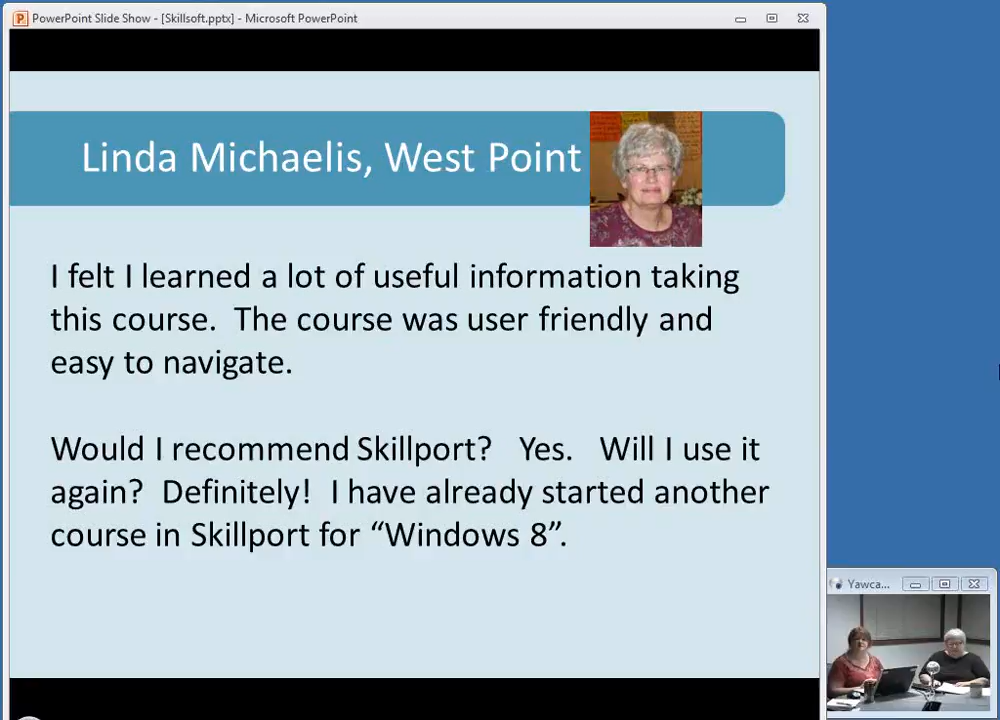 PowerPoint Slide Show - [Skillsoft.pptx] - Microsoft PowerPoint
Linda Michaelis, West Point
I felt I learned a lot of useful information taking
this course.  The course was user friendly and
easy to navigate.
Would I recommend Skillport?   Yes.   Will I use it
again?  Definitely!  I have already started another
course in Skillport for “Windows 8”.
Yawca...